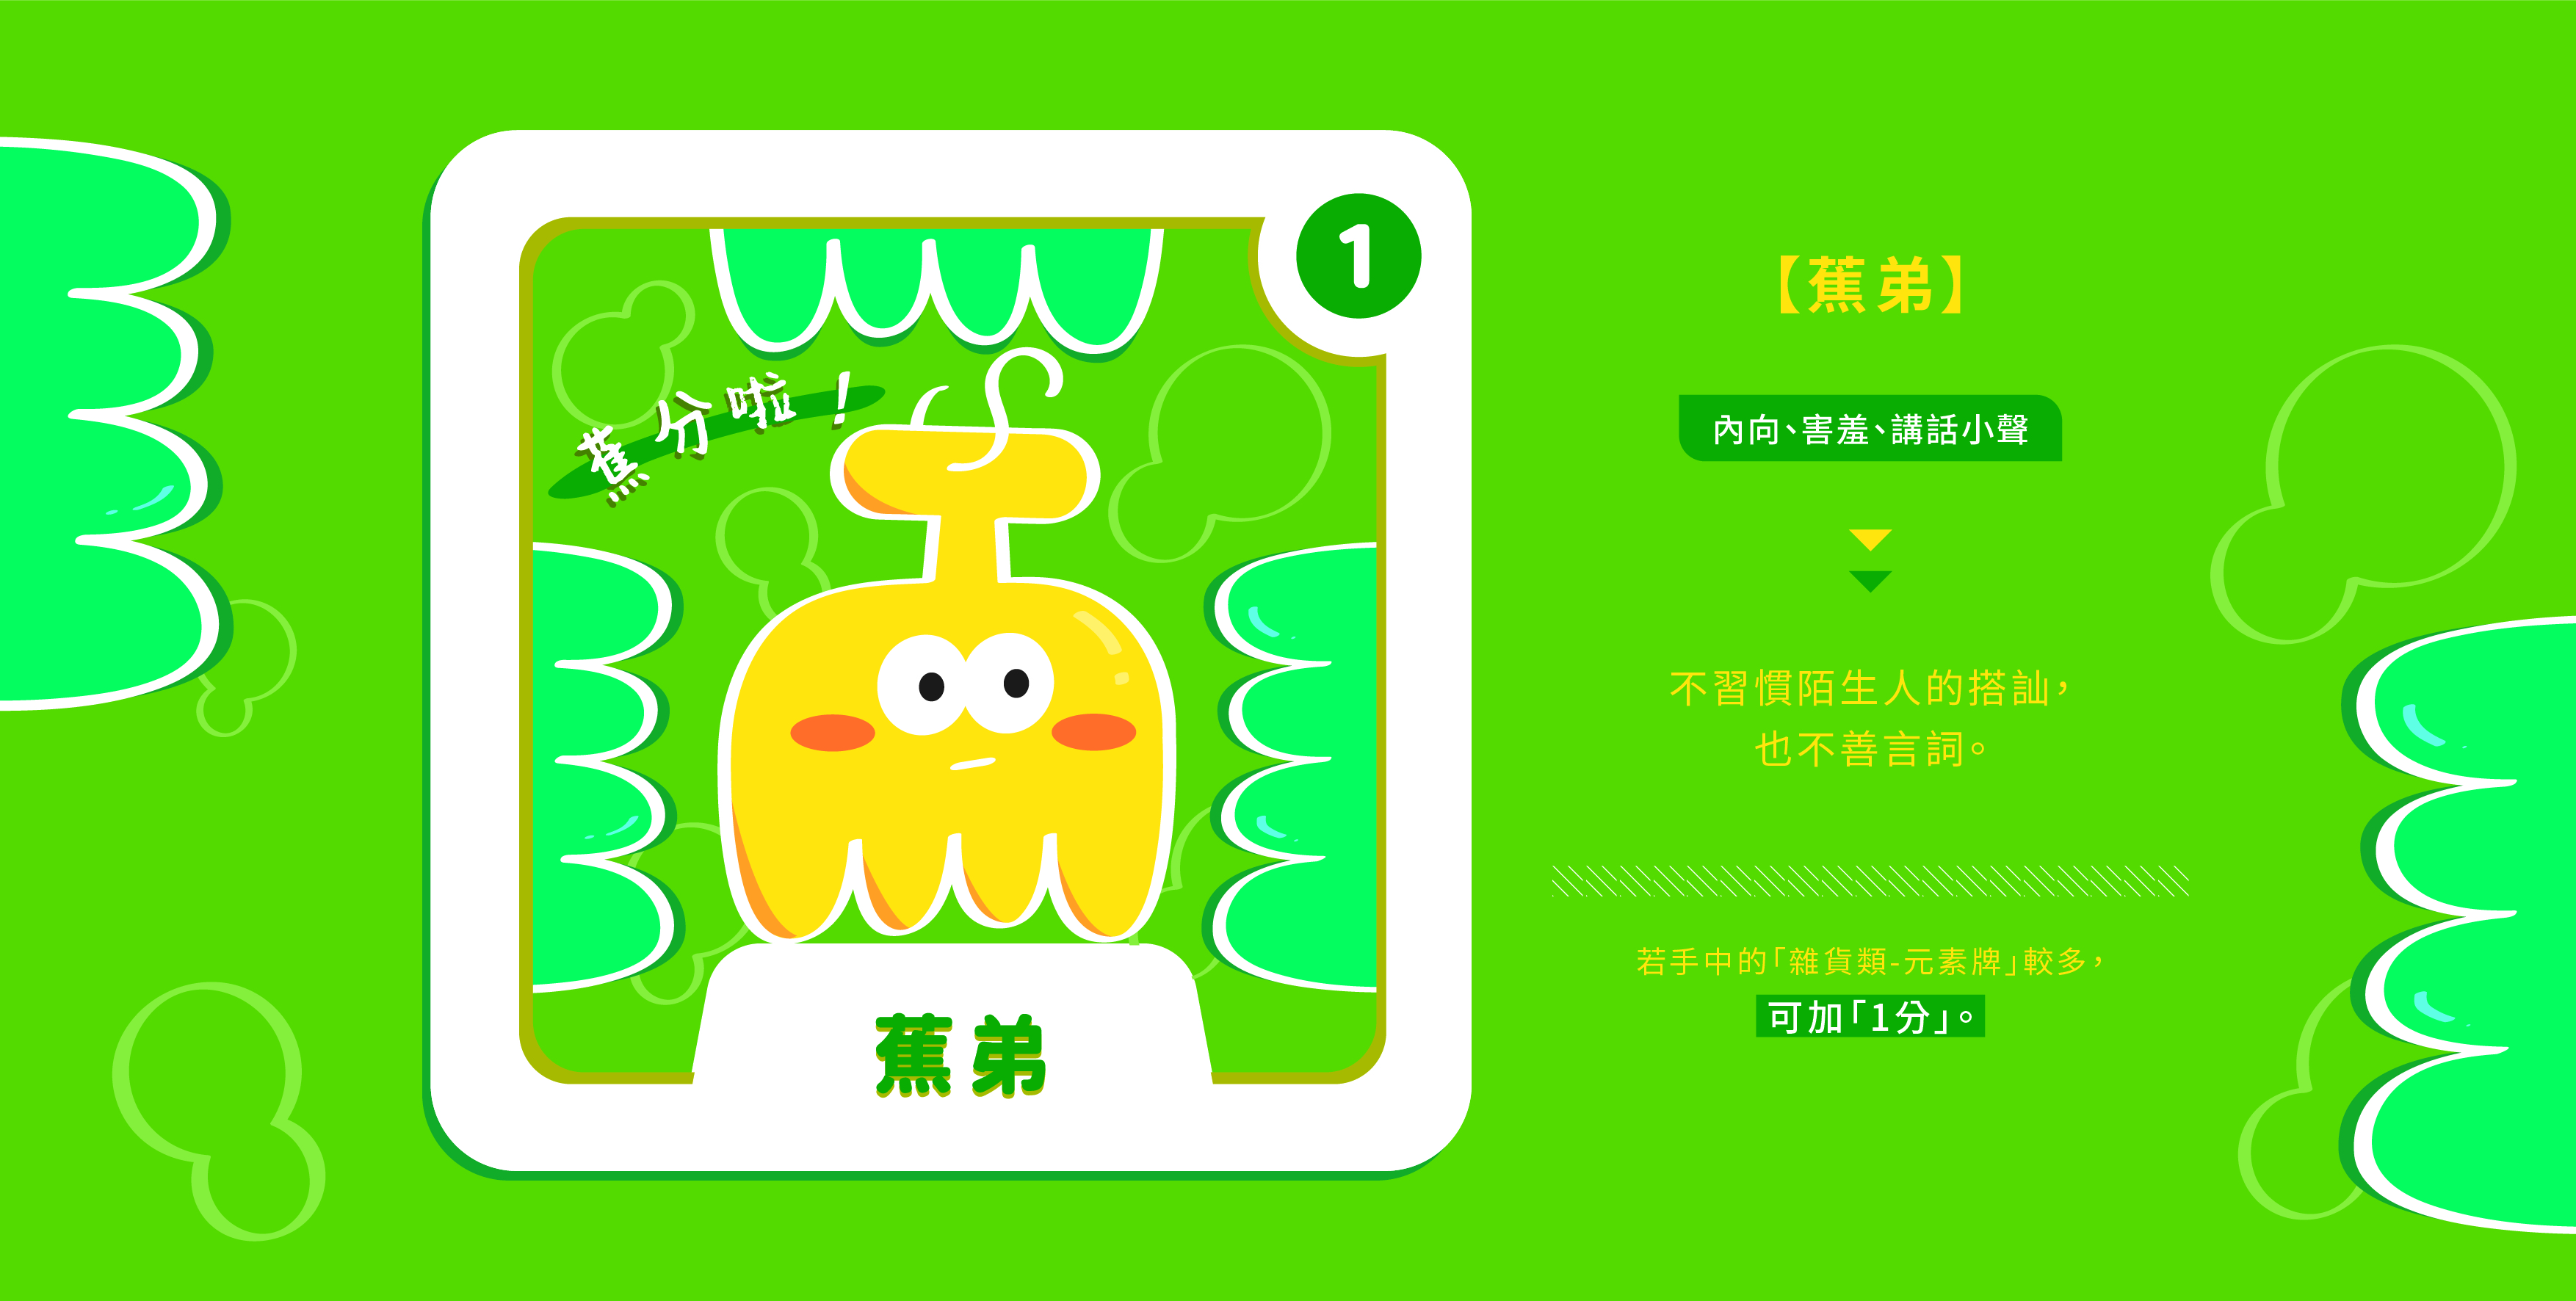 1
蕉分啦！
蕉弟
【蕉弟】
內向、害羞、講話小聲
不習慣陌生人的搭訕，
也不善言詞。
若手中的「雜貨類-元素牌」較多，
可加「1分」。